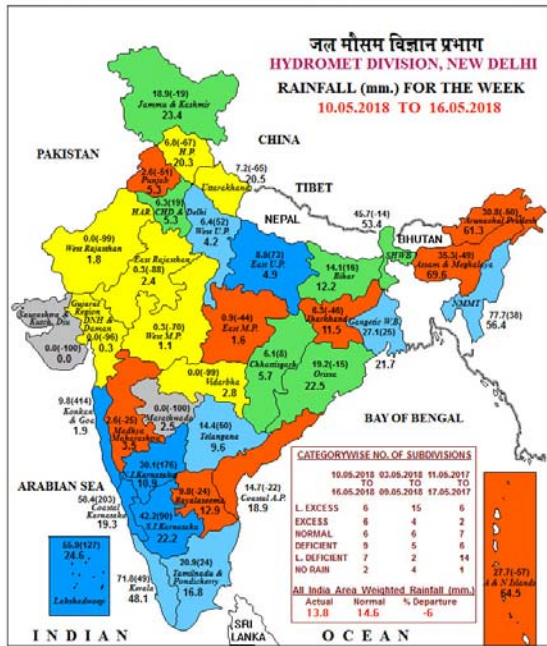 जल मौसम विज्ञान प्रभाग
HYDROMET DIVISION, NEW DELHI
RAINFALL (mm.) FOR THE WEEK
10.05.2018 TO 16.05.2018
18.9(-19)
Jammu & Kashmir
23.4
CHINA
PAKISTAN
6.0(-67)
H.P.
20.3
2.6(-51)
Punjab
5.3
7.2(-65)
20.5
Uttarakhand
TIBET
6.3(19)
HAR. CHD & Delhi
5.3
6.4(52)
West U.P.
4.2
NEPAL
45.7(-14)
53.4
SHWB
BHUTAN
30.8(-50)
Arunachal Pradesh
61.3
0.0(-99)
West Rajasthan
1.8
East Rajasthan
0.3(-88)
2.4
8.8(73)
East U.P.
4.9
14.1(16)
Bihar
12.2
35.3(-49)
Assam & Meghalaya
69.6
NMMT
77.7(38)
56.4
Saurashtra &
Kutch, Diu
0.0(-100)
0.0
Gujarat
Region
DNH &
Daman
0.0(-96)
0.3
0.3(-70)
West M.P.
1.1
0.9(-44)
East M.P.
1.6
Jharkhand
11.5
Gangetic W.B.
27.1(25)
21.7
6.1(8)
Chhattisgarh
5.7
19.2(-15)
Orissa
22.5
0.0(-99)
Vidarbha
2.8
9.8(414)
Konkan
& Goa
1.9
2.6(-25)
Madhya
Maharashtra
3.5
0.0(-100)
Marathwada
2.5
14.4(50)
Telangana
9.6
BAY OF BENGAL
ARABIAN SEA
30.1(176)
N.I.Karnataka
10.9
9.8(-24)
Rayalaseema
12.9
14.7(-22)
Coastal A.P.
18.9
58.4(203)
Coastal
Karnataka
19.3
42.2(90)
S.I.Karnataka
22.2
55.9(127)
24.6
Lakshadweep
71.8(49)
Kerala
48.1
20.9(24)
Tamilnadu &
Pondicherry
16.8
SRI
LANKA
INDIAN OCEAN
CATEGORYWISE NO. OF SUBDIVISIONS
10.05.2018 03.05.2018 11.05.2017
TO TO TO
16.05.2018 09.05.2018 17.05.2017
L. EXCESS 6 15 6
EXCESS 6 4 2
NORMAL 6 6 7
DEFICIENT 9 5 6
L. DEFICIENT 7 2 14
NO RAIN 2 4 1
All India Area Weighted Rainfall (mm.)
Actual Normal % Departure
13.8 14.6 -6
27.7(-57)
A & N Islands
64.5